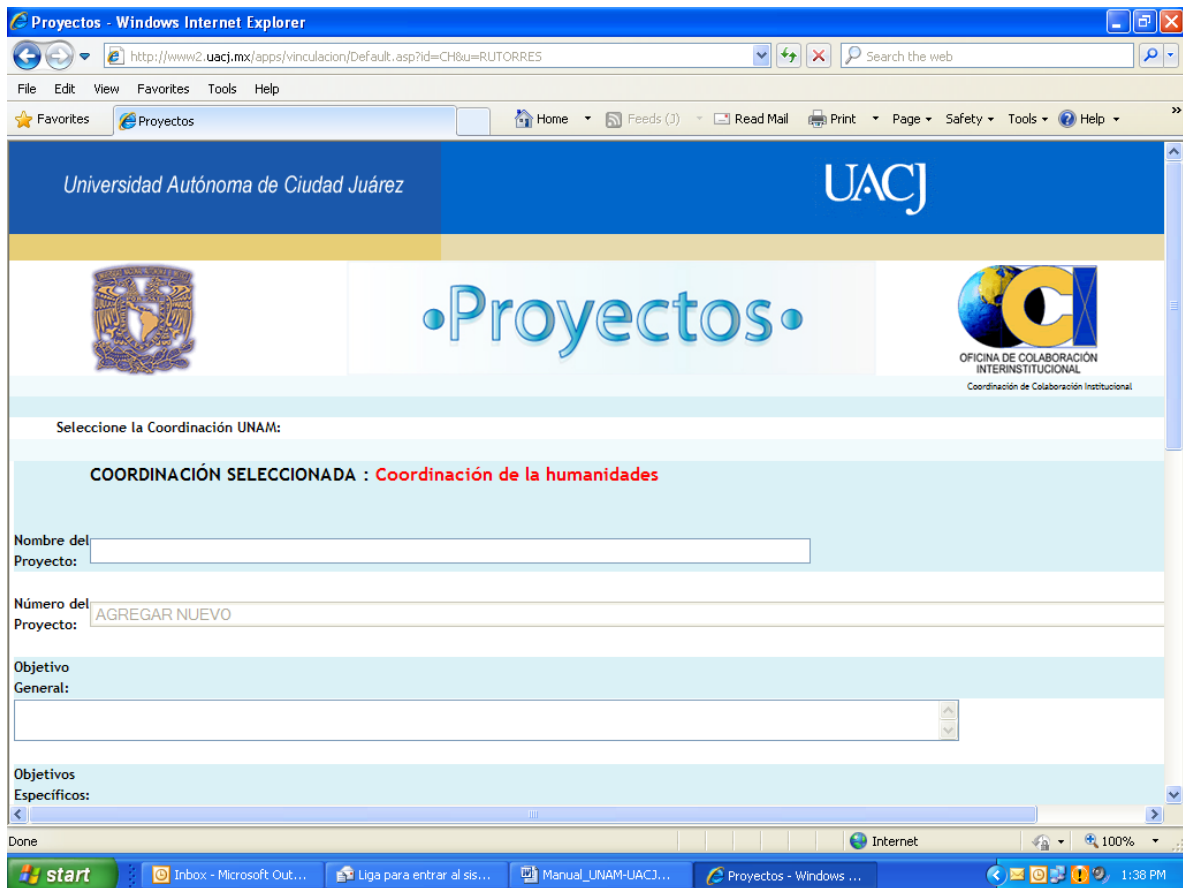 Proyectos - Windows Internet Explorer
http://www2.uacj.mx/apps/vinculacion/Default.asp?id=CH&u=RUTORRES
Search the web
File Edit View Favorites Tools Help
Favorites Proyectos Home Feeds (J) Read Mail Print Page Safety Tools Help
Universidad Autónoma de Ciudad Juárez
UACJ
•Proyectos•
OCI
OFICINA DE COLABORACIÓN
INTERINSTITUCIONAL
Coordinación de Colaboración Institucional
Seleccione la Coordinación UNAM:
COORDINACIÓN SELECCIONADA : Coordinación de la humanidades
Nombre del
Proyecto:
Número del
Proyecto:
AGREGAR NUEVO
Objetivo
General:
Objetivos
Específicos:
Done Internet 100%
start Inbox - Microsoft Out... Liga para entrar al sis... Manual_UNAM-UACJ... Proyectos - Windows ... 1:38 PM